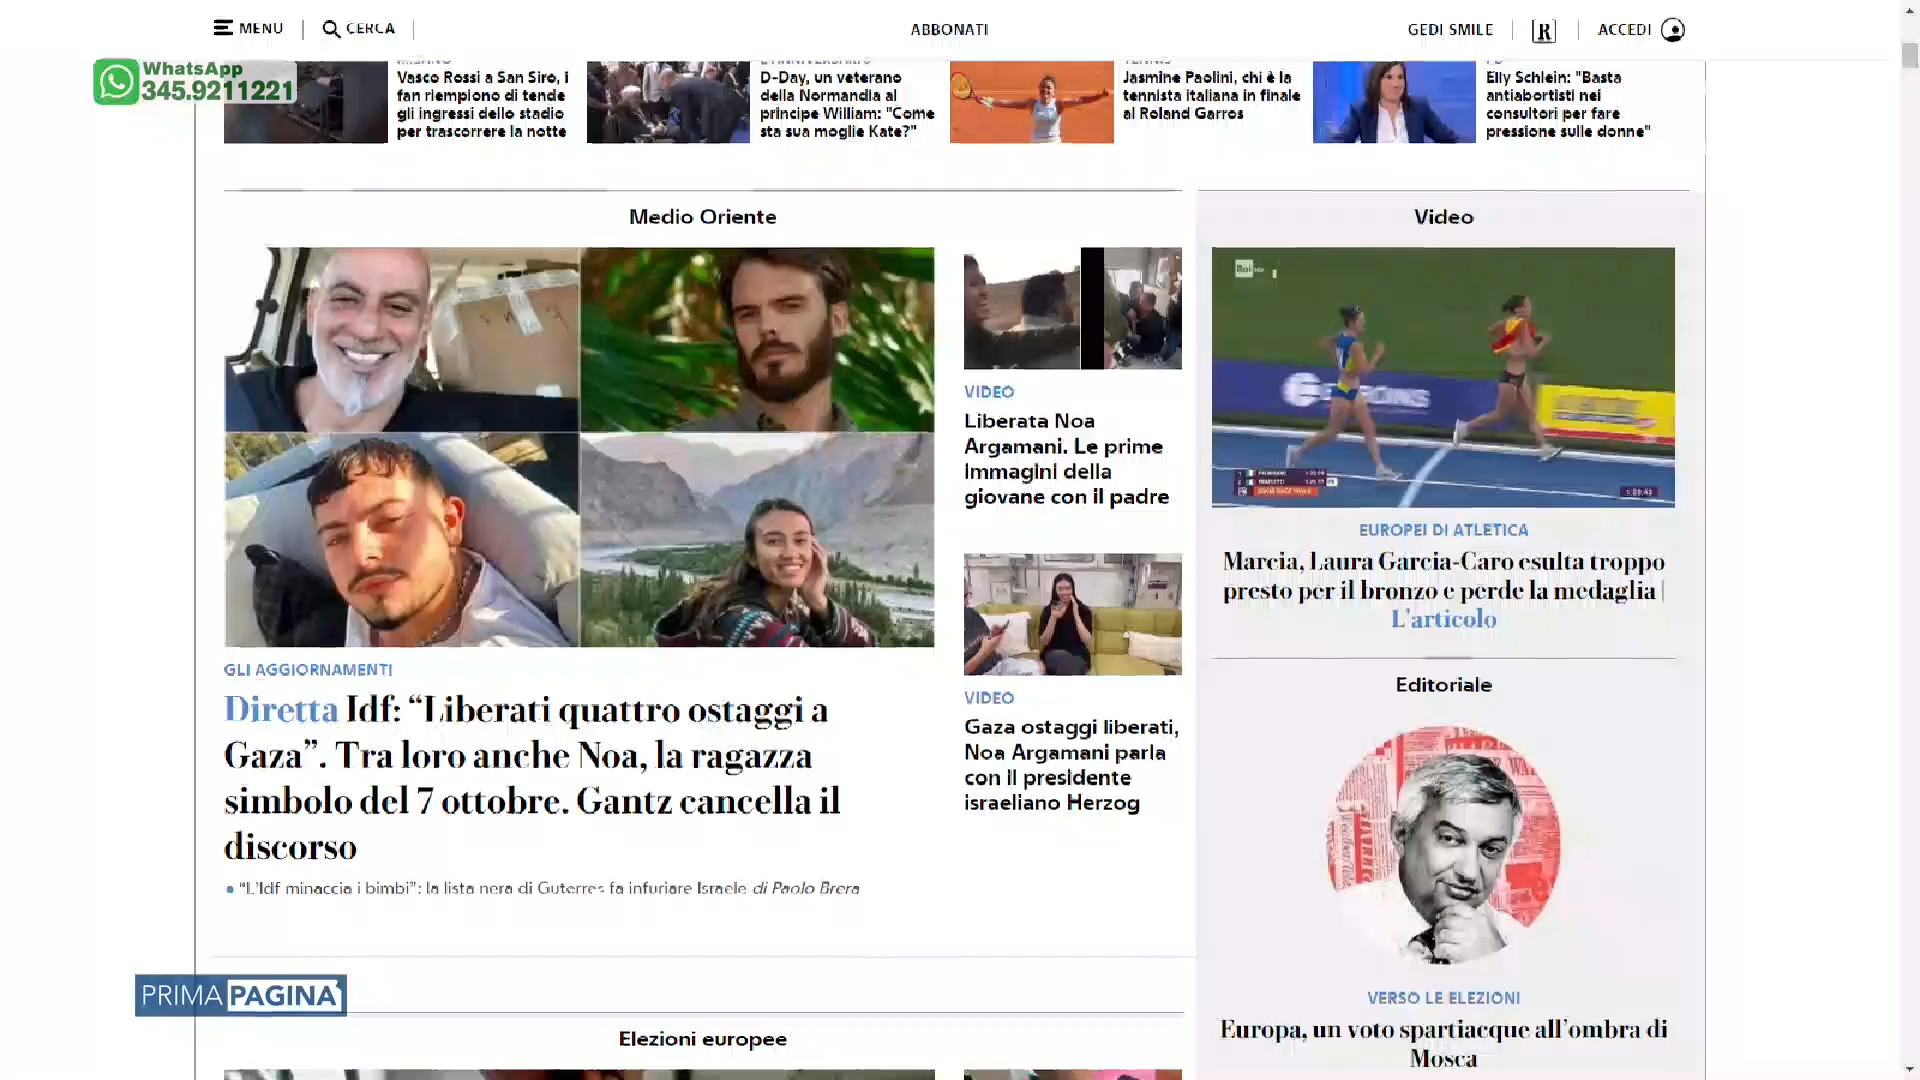 MENU
CERCA
ABBONATI
GEDI SMILE
R
ACCEDI
WhatsApp
345.9211221
Vasco Rossi a San Siro, i
fan riempiono di tende
gli ingressi dello stadio
per trascorrere la notte
D-Day, un veterano
della Normandia al
principe William: "Come
sta sua moglie Kate?"
Jasmine Paolini, chi è la
tennista italiana in finale
al Roland Garros
Elly Schlein: "Basta
antiabortisti nei
consultori per fare
pressione sulle donne"
Medio Oriente
GLI AGGIORNAMENTI
Diretta Idf: “Liberati quattro ostaggi a
Gaza”. Tra loro anche Noa, la ragazza
simbolo del 7 ottobre. Gantz cancella il
discorso
“L’Idf minaccia i bimbi”: la lista nera di Guterres fa infuriare Israele di Paolo Brera
VIDEO
Liberata Noa
Argamani. Le prime
immagini della
giovane con il padre
VIDEO
Gaza ostaggi liberati,
Noa Argamani parla
con il presidente
israeliano Herzog
Video
Rai
EUROPEI DI ATLETICA
Marcia, Laura Garcia-Caro esulta troppo
presto per il bronzo e perde la medaglia |
L'articolo
Editoriale
VERSO LE ELEZIONI
Europa, un voto spartiacque all’ombra di
Mosca
PRIMA PAGINA
Elezioni europee